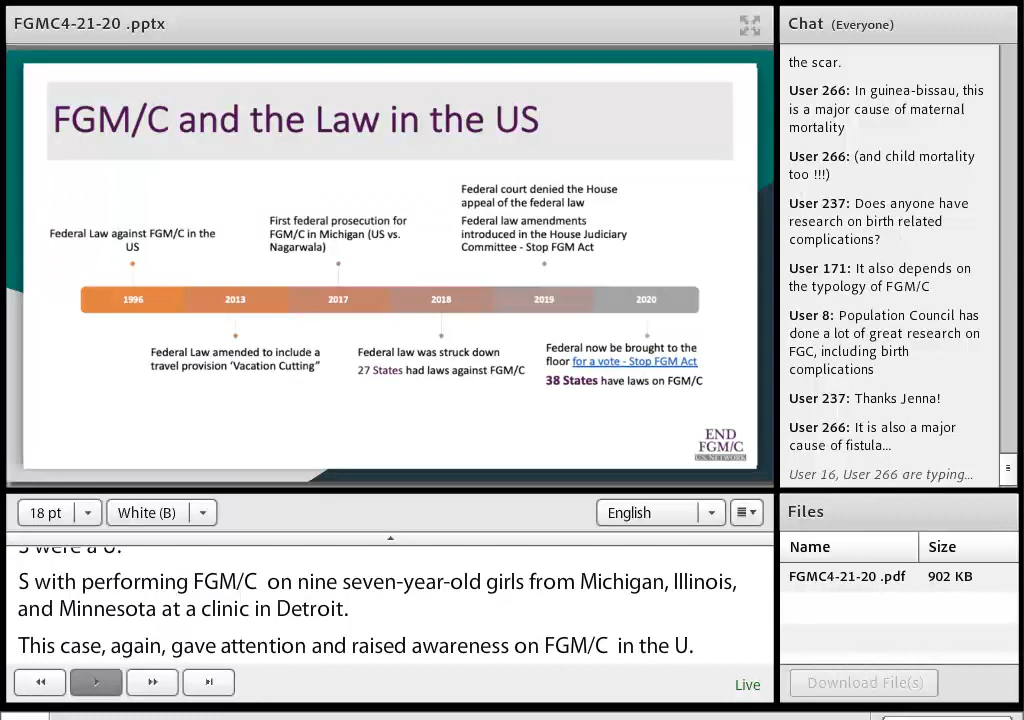 FGMC4-21-20 .pptx
FGM/C and the Law in the US
Federal Law against FGM/C in the
US
First federal prosecution for
FGM/C in Michigan (US vs.
Nagarwala)
Federal court denied the House
appeal of the federal law
Federal law amendments
introduced in the House Judiciary
Committee - Stop FGM Act
1996 2013 2017 2018 2019 2020
Federal Law amended to include a
travel provision ‘Vacation Cutting”
Federal law was struck down
27 States had laws against FGM/C
Federal now be brought to the
floor for a vote - Stop FGM Act
38 States have laws on FGM/C
END
FGM/C
U.S. NETWORK
Chat (Everyone)
the scar.
User 266: In guinea-bissau, this
is a major cause of maternal
mortality
User 266: (and child mortality
too !!!)
User 237: Does anyone have
research on birth related
complications?
User 171: It also depends on
the typology of FGM/C
User 8: Population Council has
done a lot of great research on
FGC, including birth
complications
User 237: Thanks Jenna!
User 266: It is also a major
cause of fistula...
User 16, User 266 are typing...
18 pt White (B) English
S were a U.
S with performing FGM/C on nine seven-year-old girls from Michigan, Illinois,
and Minnesota at a clinic in Detroit.
This case, again, gave attention and raised awareness on FGM/C in the U.
Live
Files
Name Size
FGMC4-21-20 .pdf 902 KB
Download File(s)